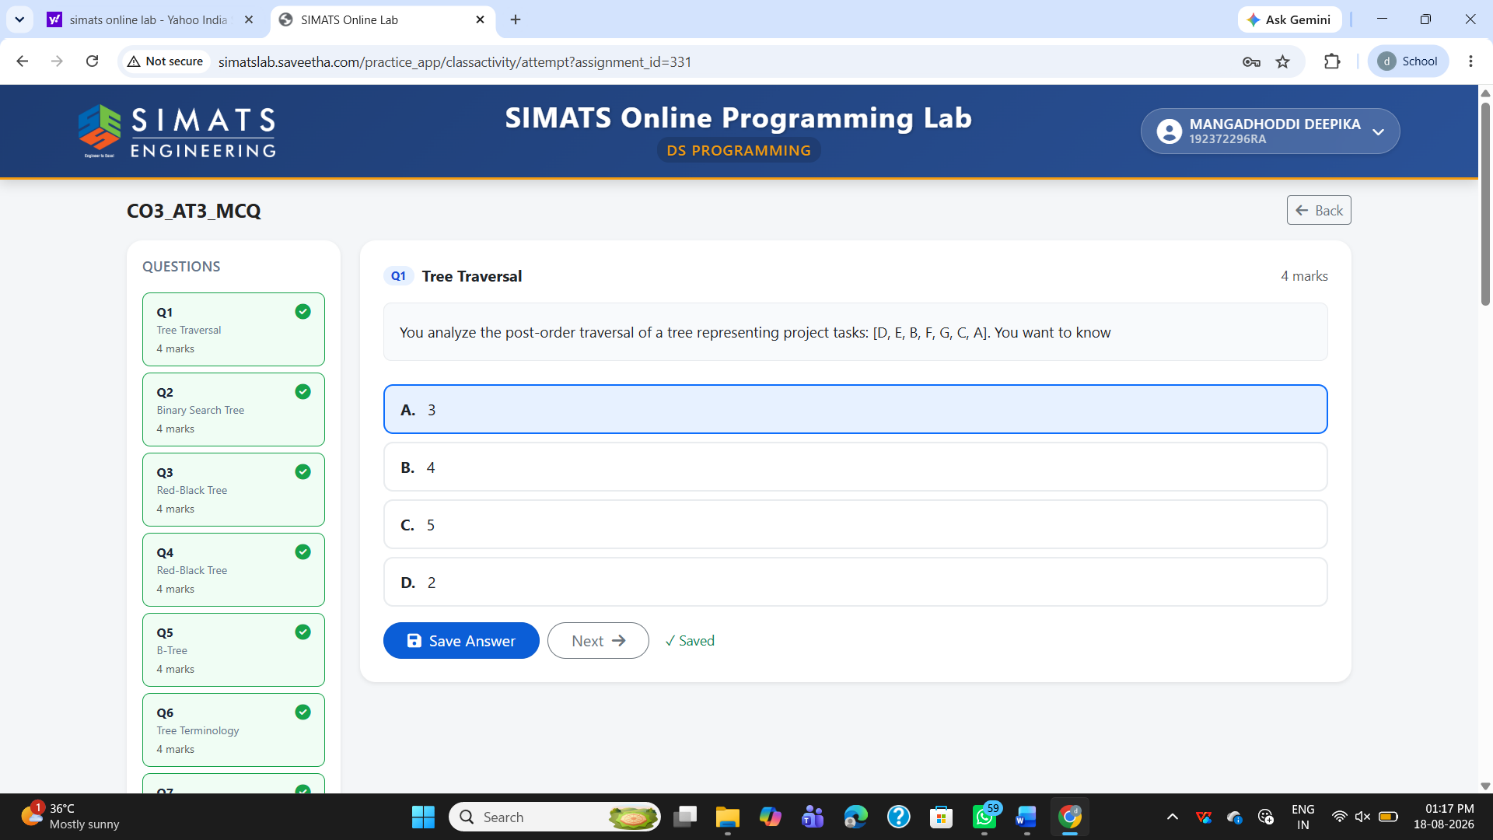 simats online lab - Yahoo India
SIMATS Online Lab
Ask Gemini
Not secure
simatslab.saveetha.com/practice_app/classactivity/attempt?assignment_id=331
d
School
SIMATS
ENGINEERING
SIMATS Online Programming Lab
DS PROGRAMMING
MANGADHODDI DEEPIKA
192372296RA
CO3_AT3_MCQ
← Back
QUESTIONS
Q1
Tree Traversal
4 marks
Q2
Binary Search Tree
4 marks
Q3
Red-Black Tree
4 marks
Q4
Red-Black Tree
4 marks
Q5
B-Tree
4 marks
Q6
Tree Terminology
4 marks
Q7
Q1 Tree Traversal
4 marks
You analyze the post-order traversal of a tree representing project tasks: [D, E, B, F, G, C, A]. You want to know
A. 3
B. 4
C. 5
D. 2
Save Answer
Next →
✓ Saved
1
36°C
Mostly sunny
Search
59
ENG
IN
01:17 PM
18-08-2026